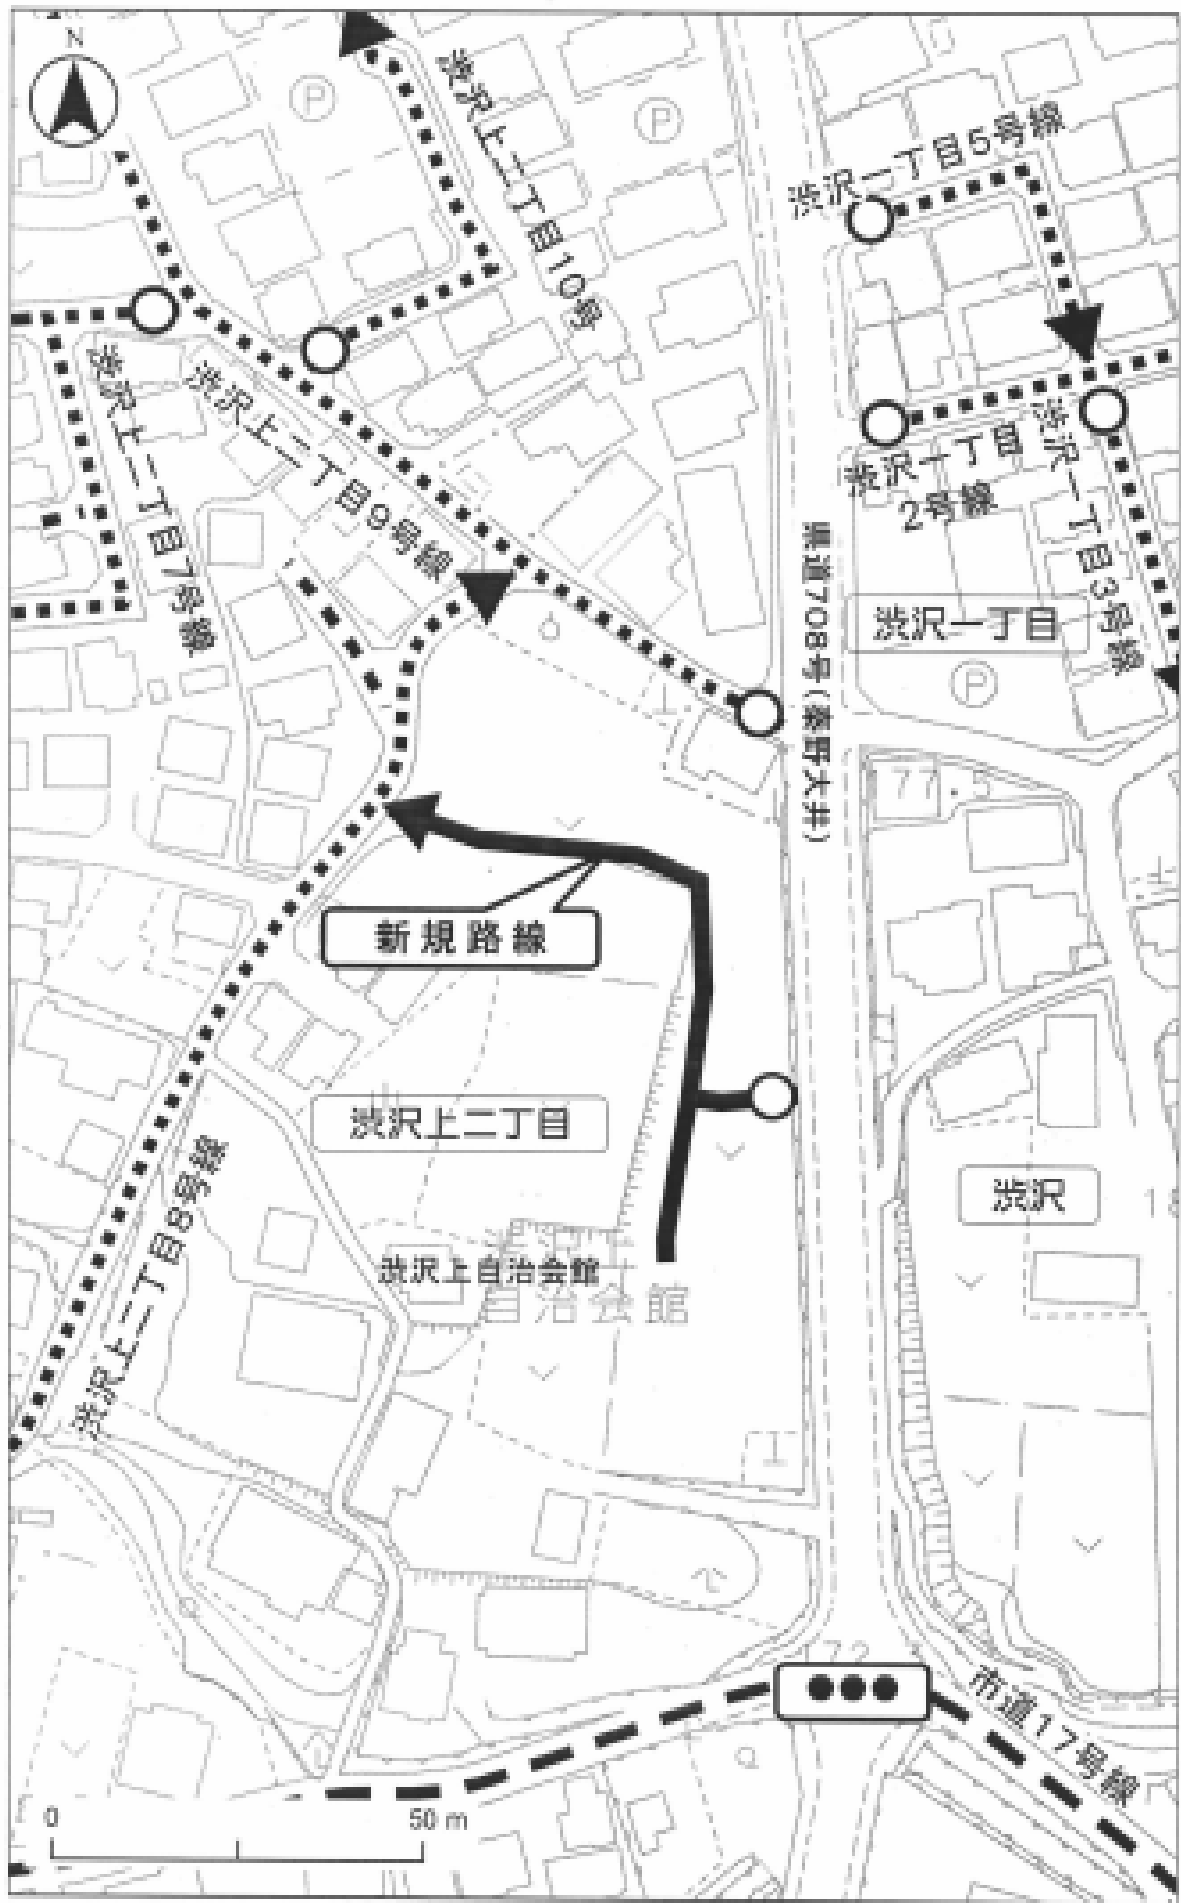 N
渋沢上二丁目10号
P
P
渋沢一丁目5号線
渋沢上二丁目7号線
渋沢上二丁目9号線
渋沢一丁目
2号線
渋沢一丁目3号線
県道708号(秦野大井)
渋沢一丁目
P
77.
新規路線
渋沢上二丁目
渋沢
18
渋沢上二丁目8号線
渋沢上自治会館
自治会館
72
市道17号線
0
50 m